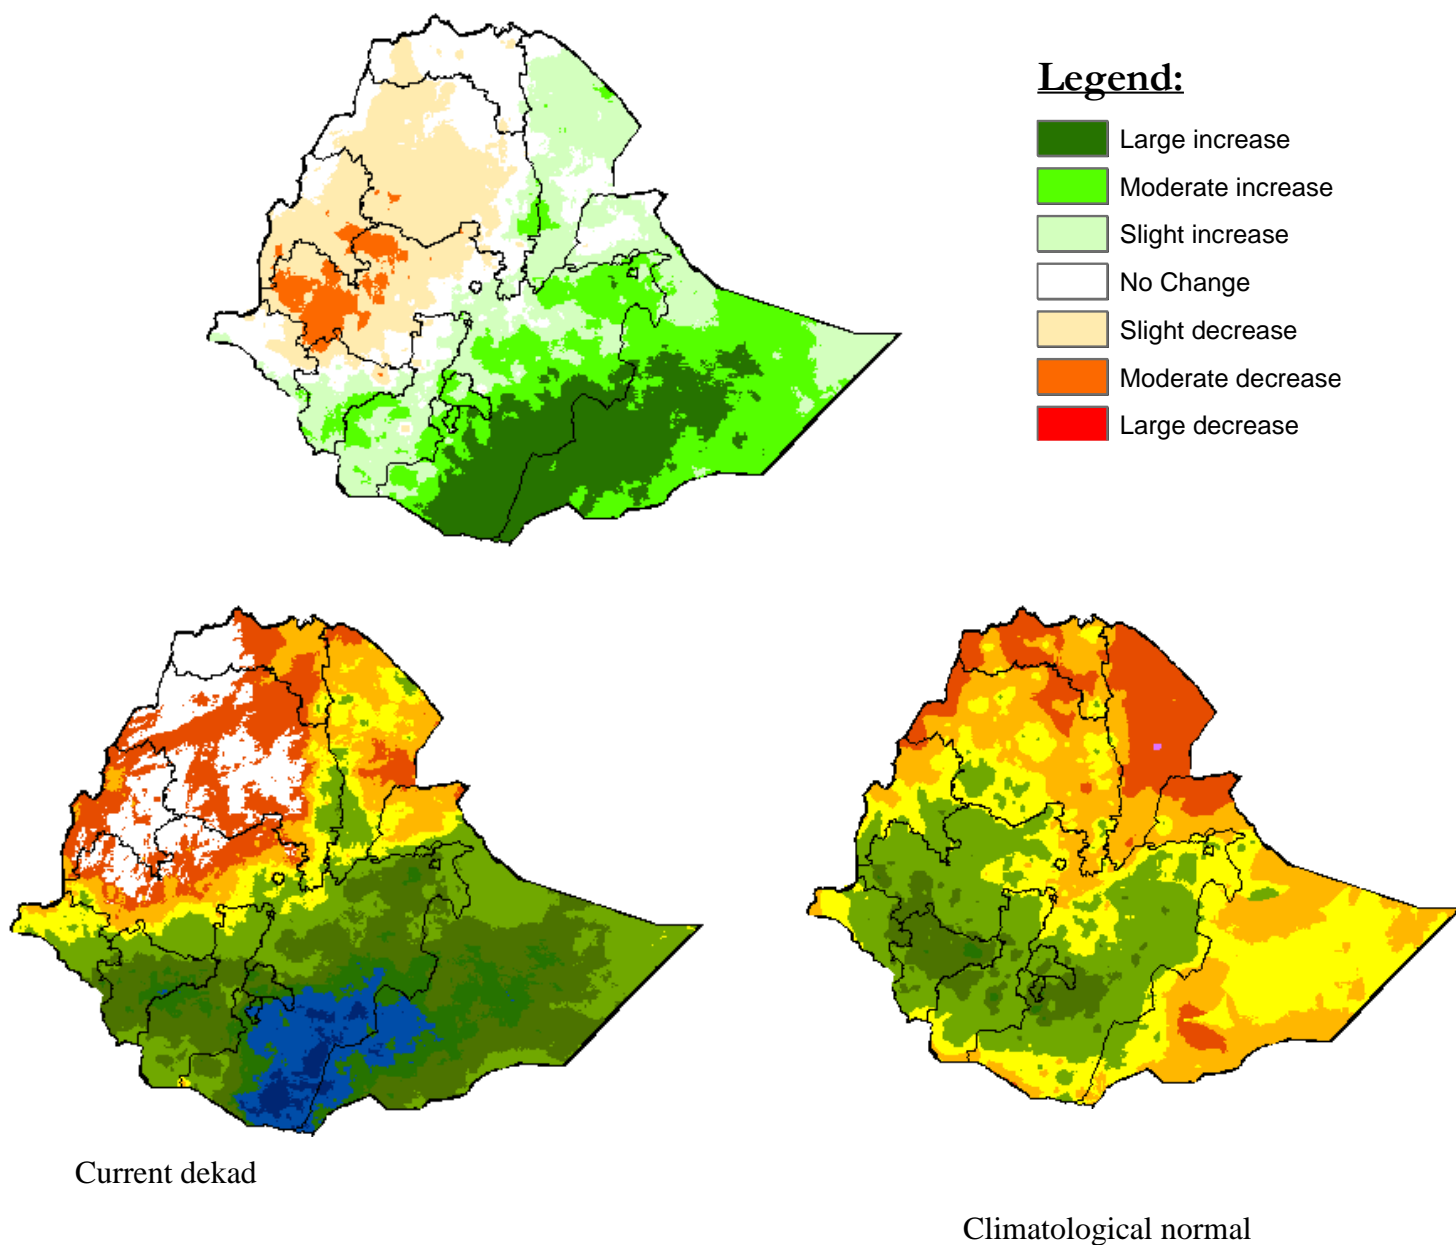 Legend:
Large increase
Moderate increase
Slight increase
No Change
Slight decrease
Moderate decrease
Large decrease
Current dekad
Climatological normal